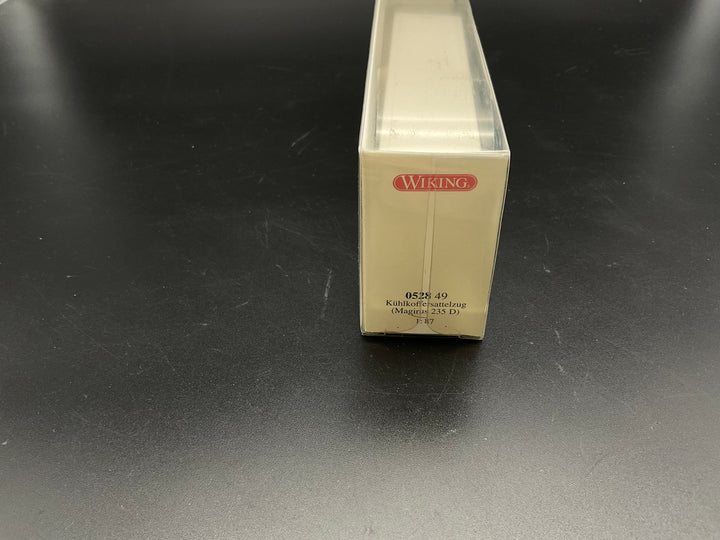 WIKING
0528 49
Kühlkoffersattelzug
(Magirus 235 D)
1:87